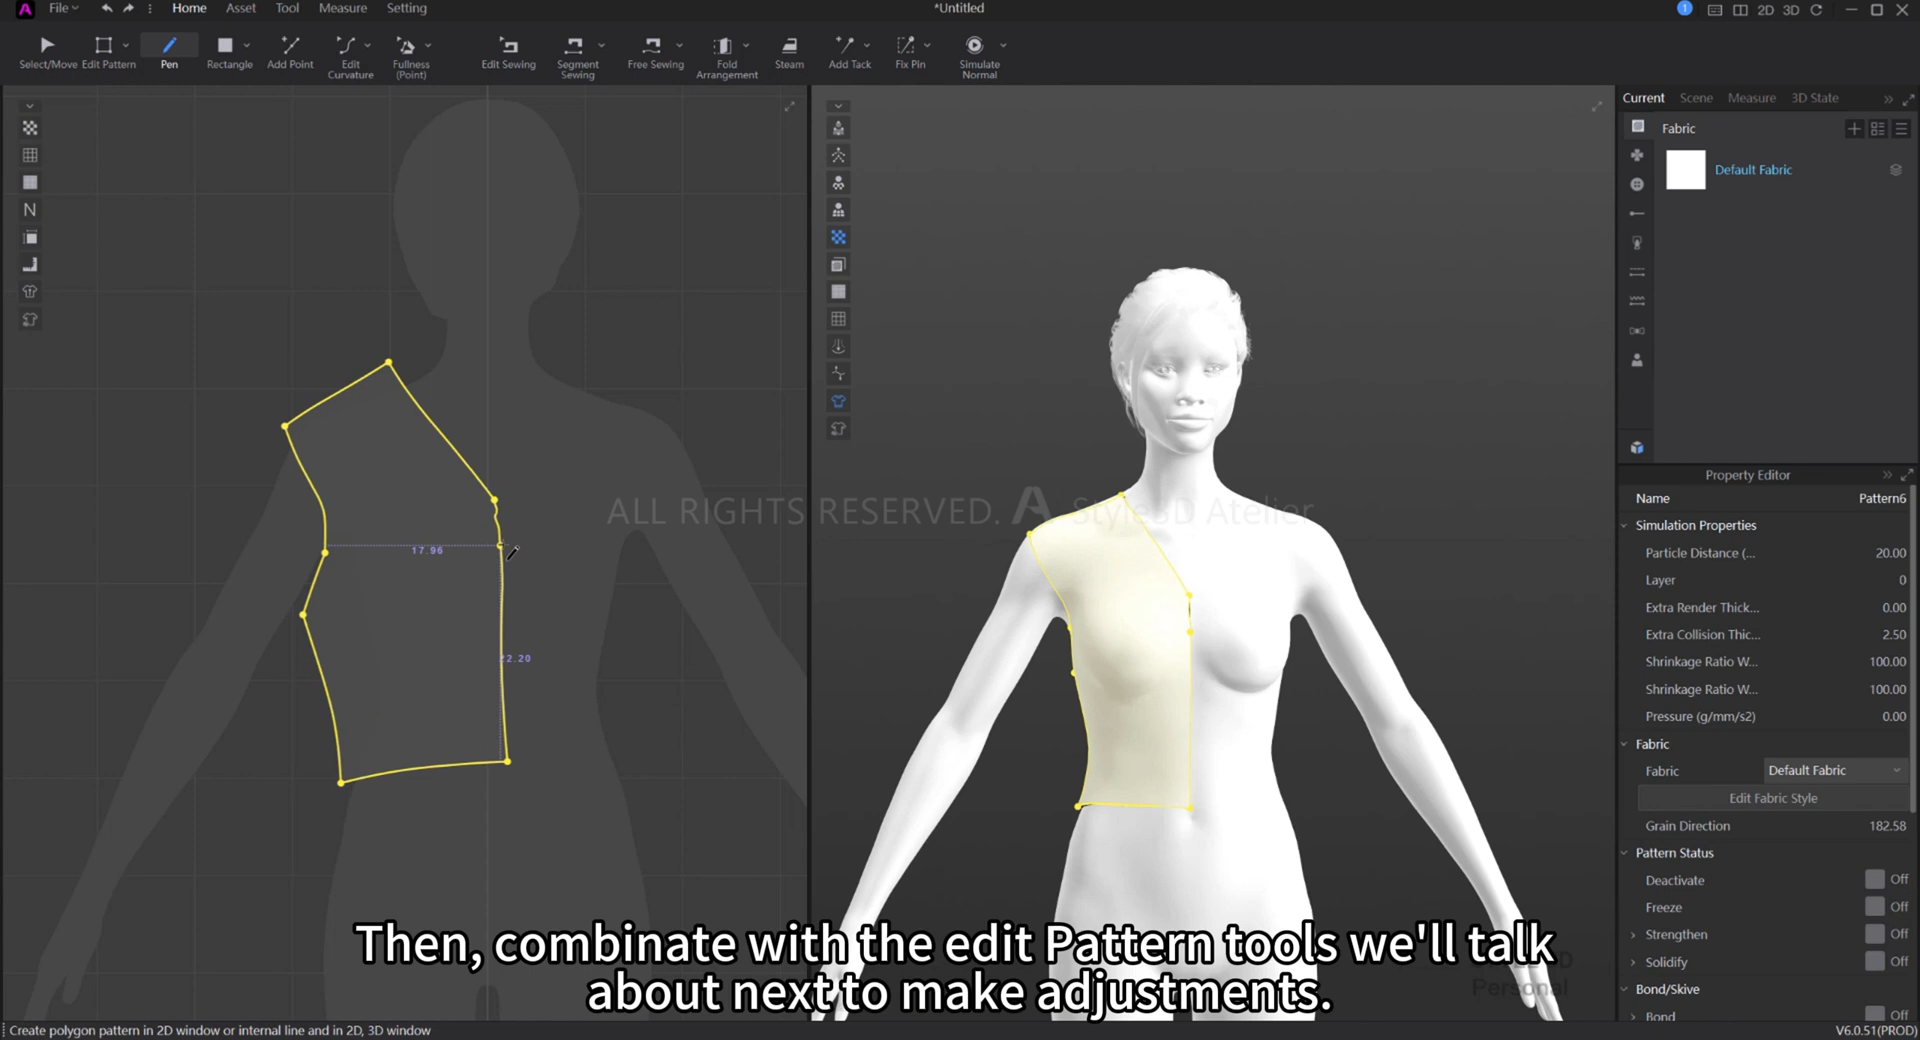 File
Home
Asset
Tool
Measure
Setting
*Untitled
1
2D
3D
Select/Move
Edit Pattern
Pen
Rectangle
Add Point
Edit
Curvature
Fullness
(Point)
Edit Sewing
Segment
Sewing
Free Sewing
Fold
Arrangement
Steam
Add Tack
Fix Pin
Simulate
Normal
Current
Scene
Measure
3D State
Fabric
Default Fabric
N
17.96
22.20
ALL RIGHTS RESERVED. Style3D Atelier
Property Editor
Name Pattern6
Simulation Properties
Particle Distance (... 20.00
Layer 0
Extra Render Thick... 0.00
Extra Collision Thic... 2.50
Shrinkage Ratio W... 100.00
Shrinkage Ratio W... 100.00
Pressure (g/mm/s2) 0.00
Fabric
Fabric Default Fabric
Edit Fabric Style
Grain Direction 182.58
Pattern Status
Deactivate Off
Freeze Off
Strengthen Off
Solidify Off
Bond/Skive
Bond Off
Personal
Then, combinate with the edit Pattern tools we'll talk
about next to make adjustments.
Create polygon pattern in 2D window or internal line and in 2D, 3D window
V6.0.51(PROD)